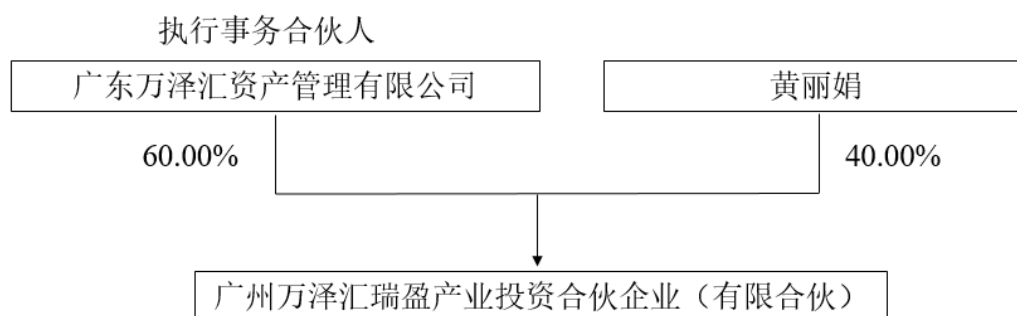 执行事务合伙人
广东万泽汇资产管理有限公司
黄丽娟
60.00%
40.00%
广州万泽汇瑞盈产业投资合伙企业（有限合伙）